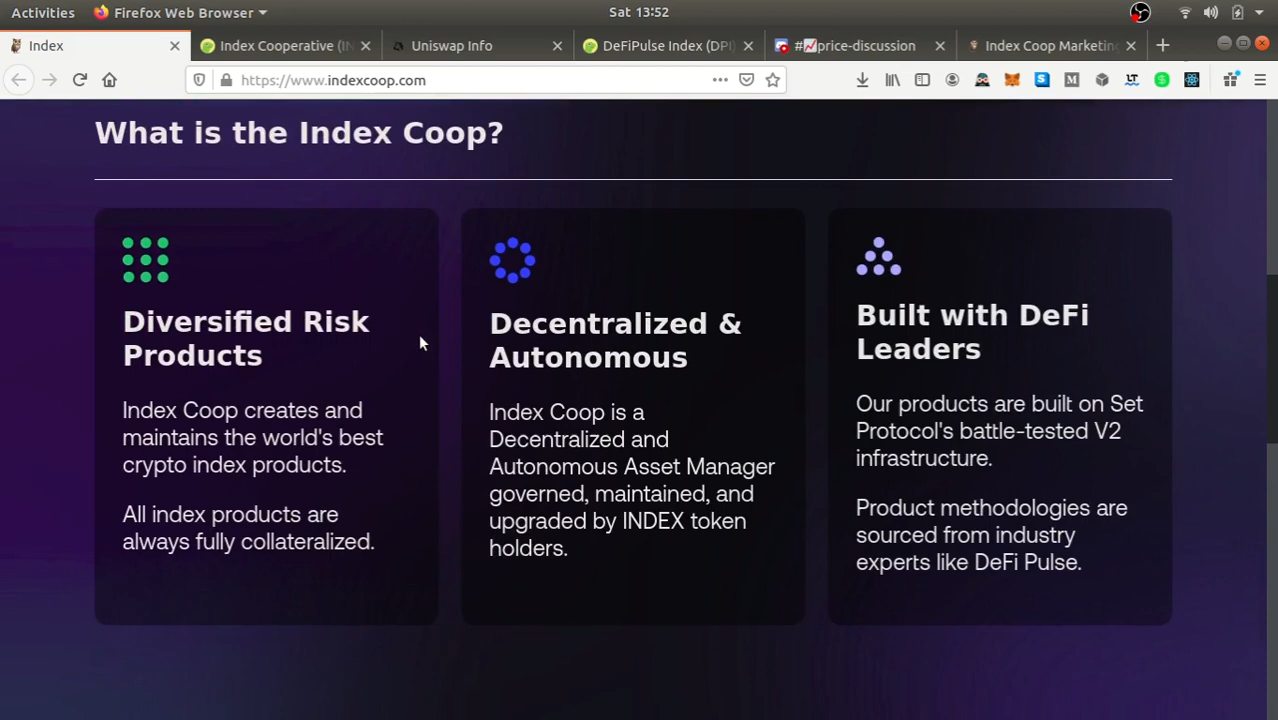 Activities Firefox Web Browser Sat 13:52
Index Index Cooperative (IN Uniswap Info DeFiPulse Index (DPI) #📈price-discussion Index Coop Marketing
https://www.indexcoop.com
What is the Index Coop?
Diversified Risk
Products
Index Coop creates and
maintains the world's best
crypto index products.
All index products are
always fully collateralized.
Decentralized &
Autonomous
Index Coop is a
Decentralized and
Autonomous Asset Manager
governed, maintained, and
upgraded by INDEX token
holders.
Built with DeFi
Leaders
Our products are built on Set
Protocol's battle-tested V2
infrastructure.
Product methodologies are
sourced from industry
experts like DeFi Pulse.